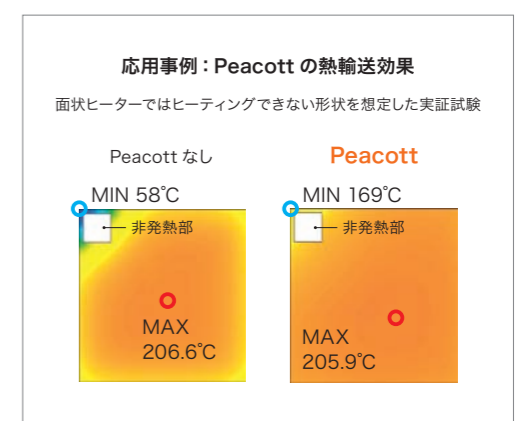 応用事例：Peacott の熱輸送効果
面状ヒーターではヒーティングできない形状を想定した実証試験
Peacott なし
MIN 58℃
非発熱部
MAX
206.6℃
Peacott
MIN 169℃
非発熱部
MAX
205.9℃